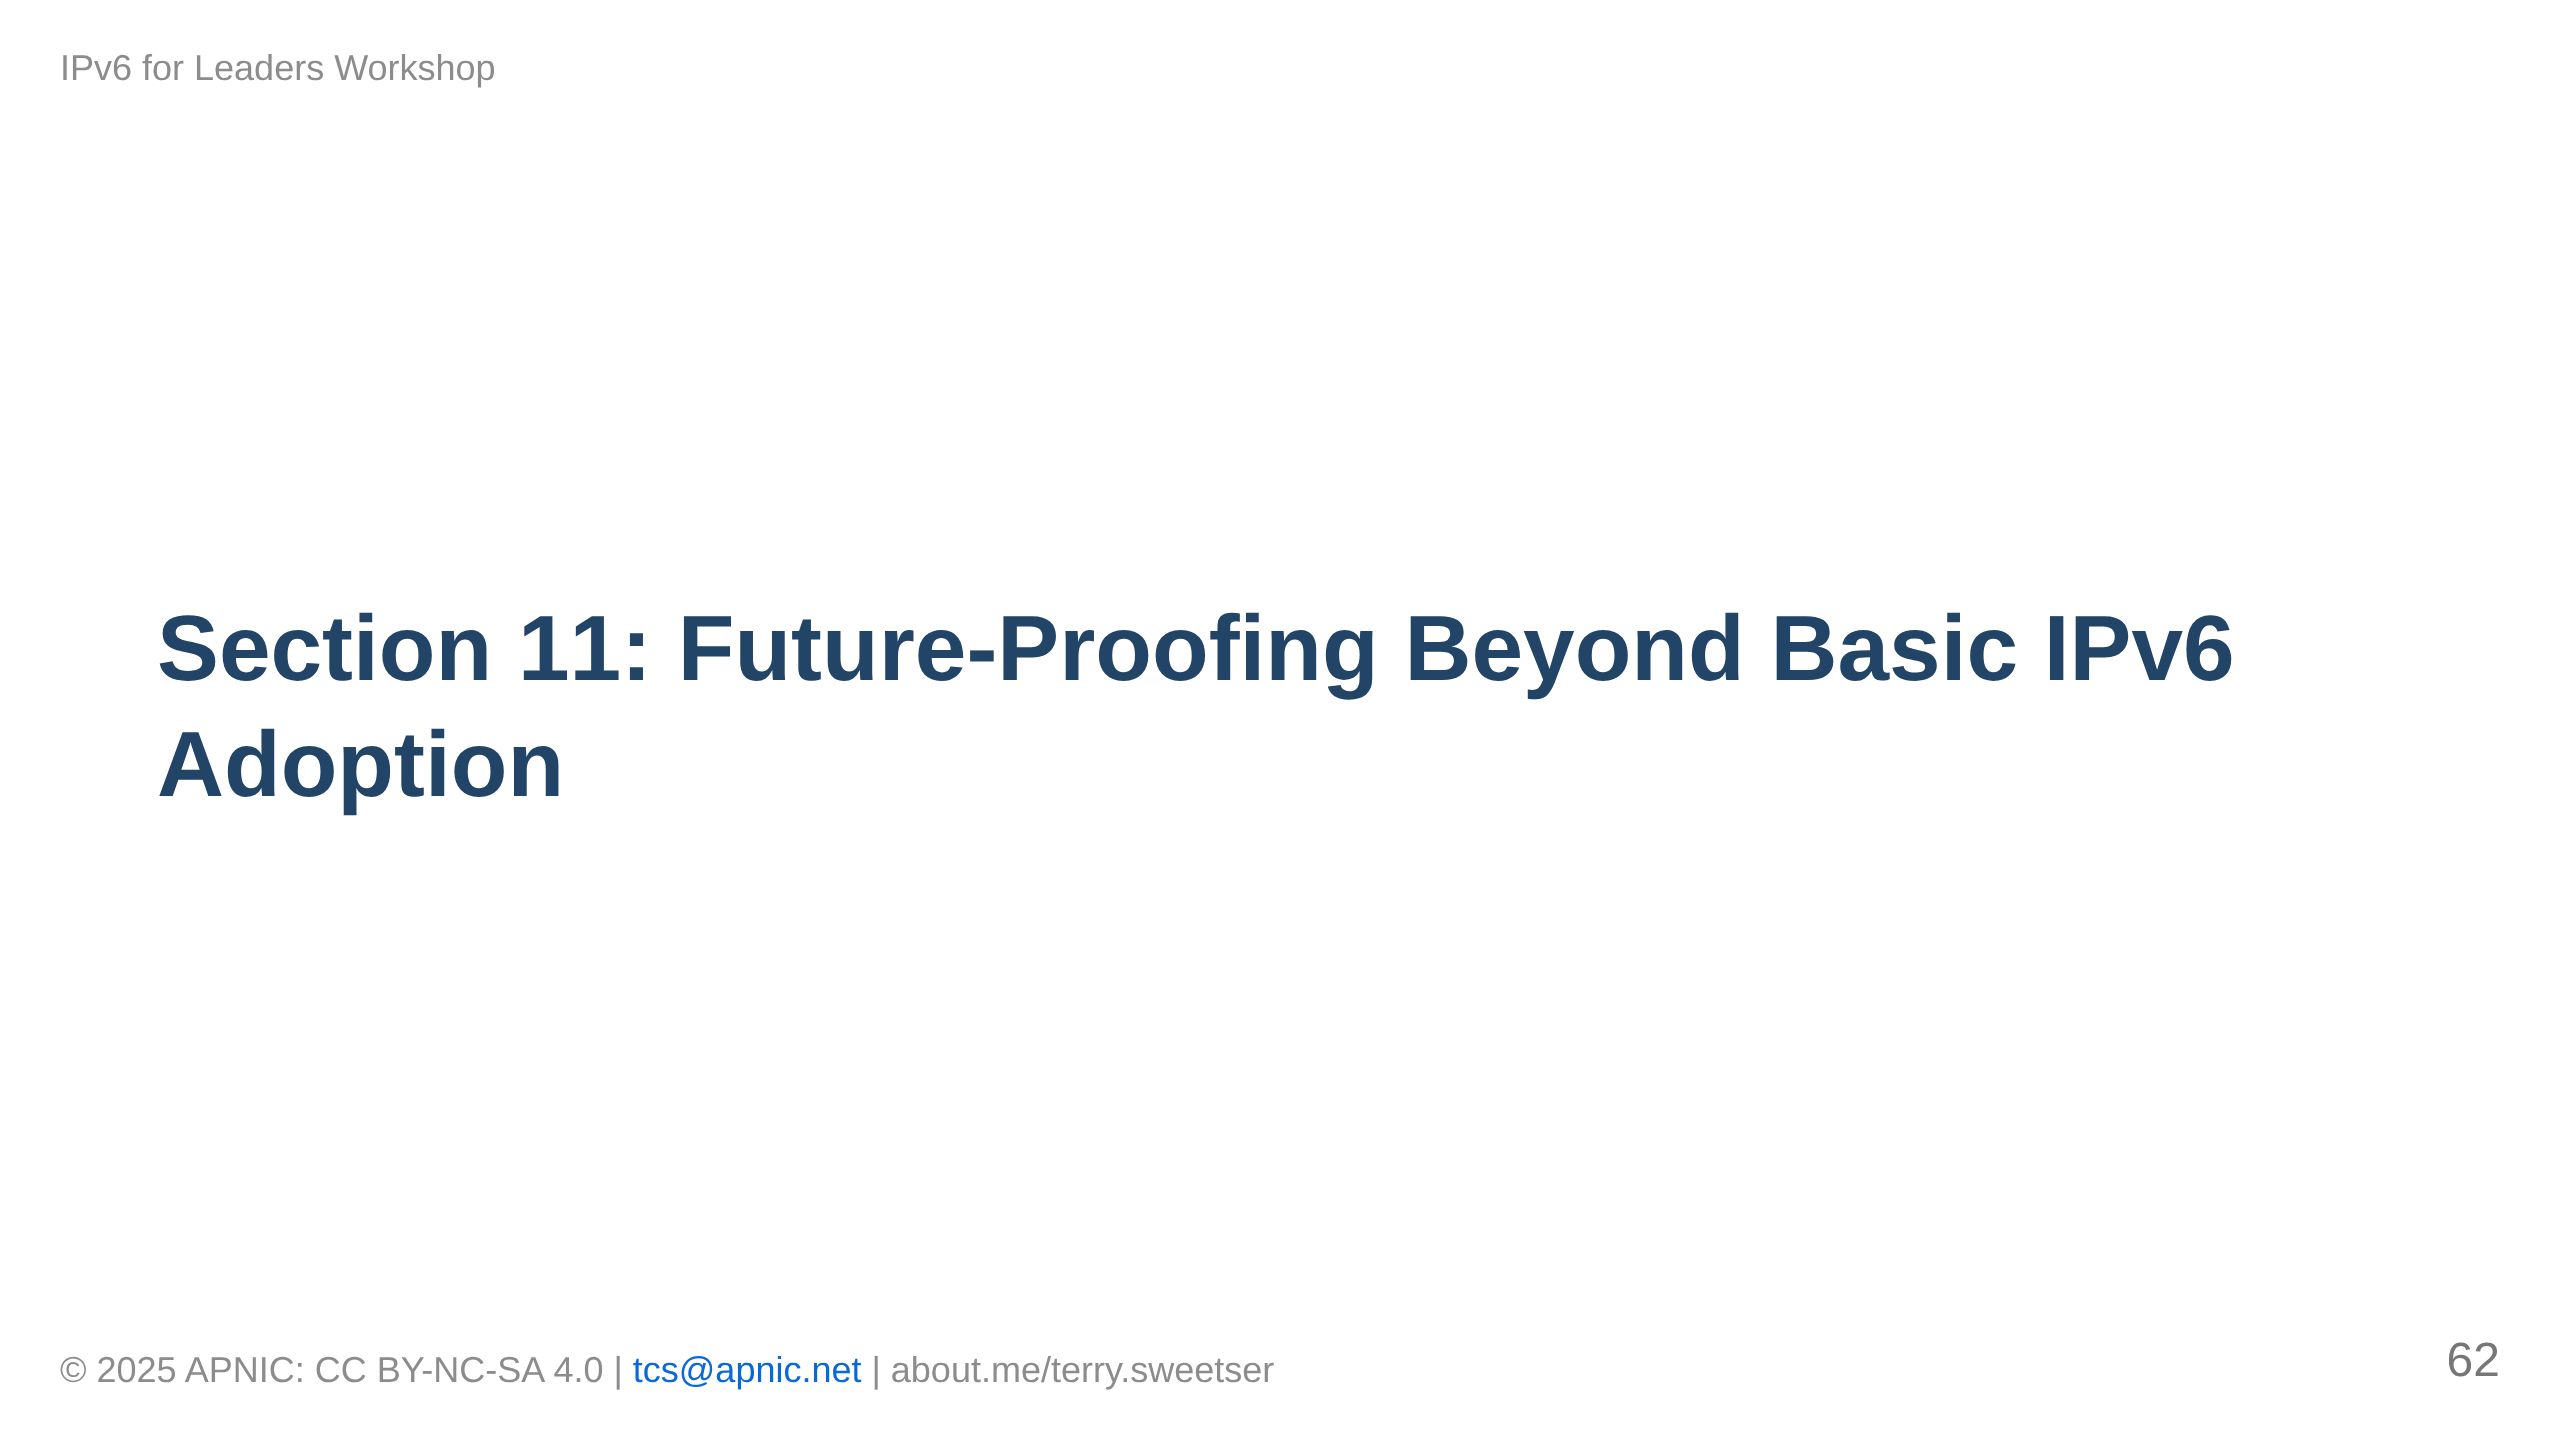 IPv6 for Leaders Workshop
Section 11: Future-Proofing Beyond Basic IPv6
Adoption
© 2025 APNIC: CC BY-NC-SA 4.0 | tcs@apnic.net | about.me/terry.sweetser
62